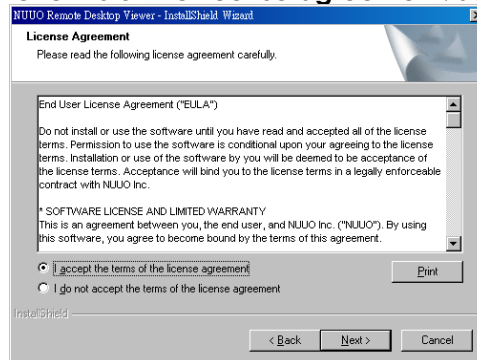 NUUO Remote Desktop Viewer - InstallShield Wizard
License Agreement
Please read the following license agreement carefully.
End User License Agreement ("EULA")
Do not install or use the software until you have read and accepted all of the license
terms. Permission to use the software is conditional upon your agreeing to the license
terms. Installation or use of the software by you will be deemed to be acceptance of
the license terms. Acceptance will bind you to the license terms in a legally enforceable
contract with NUUO Inc.
* SOFTWARE LICENSE AND LIMITED WARRANTY
This is an agreement between you, the end user, and NUUO Inc. ("NUUO"). By using
this software, you agree to become bound by the terms of this agreement.
I accept the terms of the license agreement
Print
I do not accept the terms of the license agreement
InstallShield
< Back
Next >
Cancel